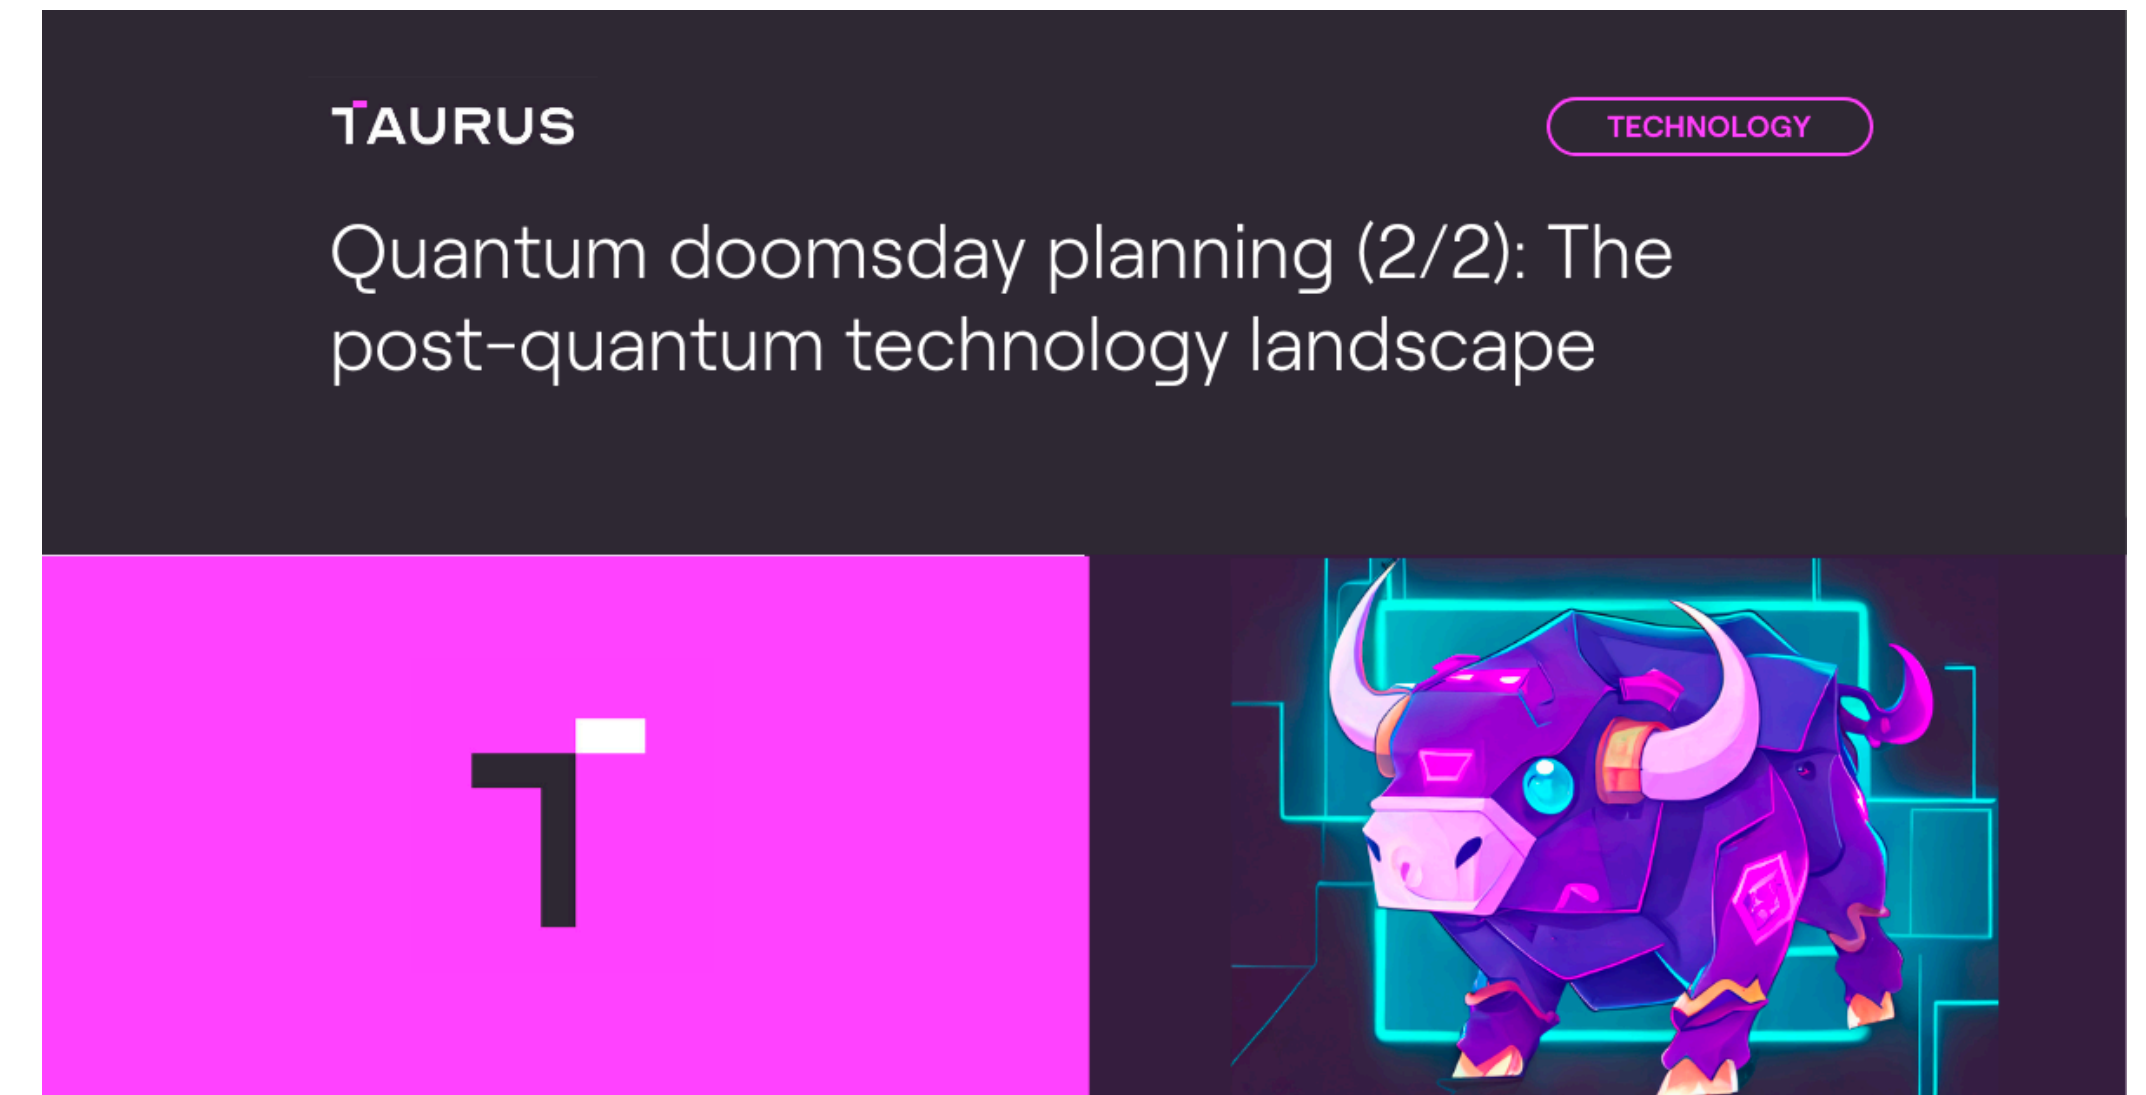 TAURUS
TECHNOLOGY
Quantum doomsday planning (2/2): The
post-quantum technology landscape
T